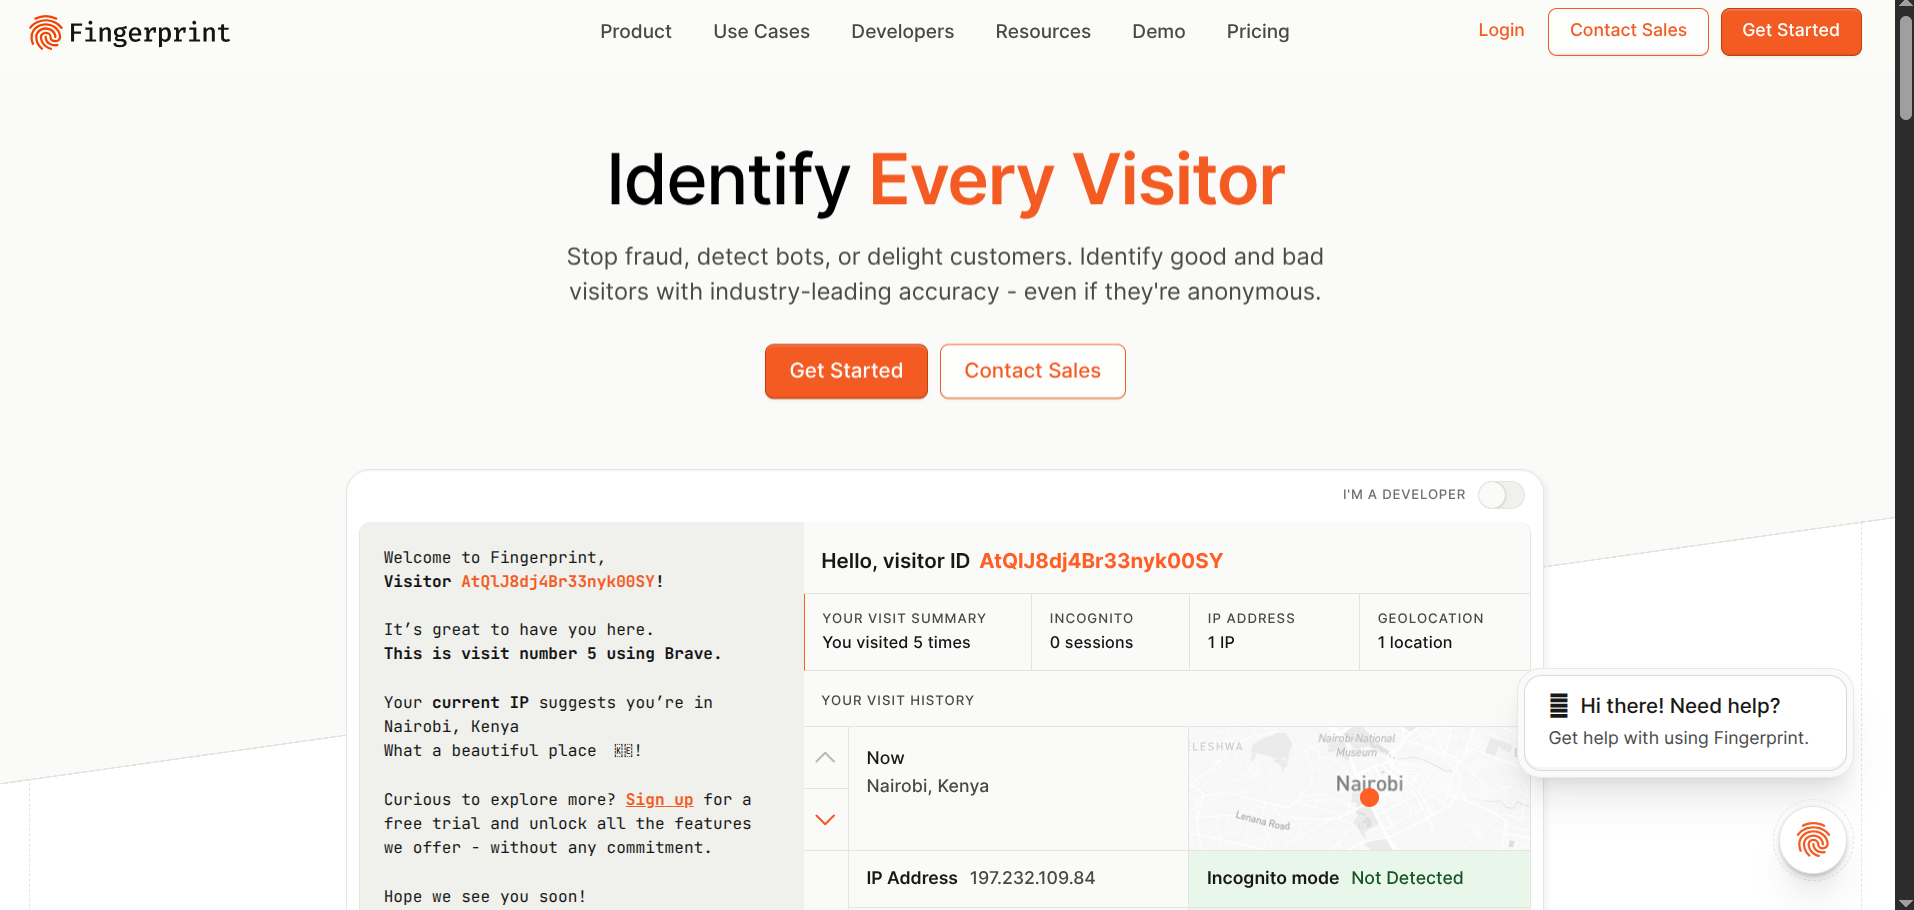 Fingerprint
Product
Use Cases
Developers
Resources
Demo
Pricing
Login
Contact Sales
Get Started
Identify Every Visitor
Stop fraud, detect bots, or delight customers. Identify good and bad
visitors with industry-leading accuracy - even if they're anonymous.
Get Started
Contact Sales
I'M A DEVELOPER
Welcome to Fingerprint,
Visitor AtQlJ8dj4Br33nyk00SY!
It’s great to have you here.
This is visit number 5 using Brave.
Your current IP suggests you’re in
Nairobi, Kenya
What a beautiful place 🇰🇪!
Curious to explore more? Sign up for a
free trial and unlock all the features
we offer - without any commitment.
Hope we see you soon!
Hello, visitor ID AtQlJ8dj4Br33nyk00SY
YOUR VISIT SUMMARY
You visited 5 times
INCOGNITO
0 sessions
IP ADDRESS
1 IP
GEOLOCATION
1 location
YOUR VISIT HISTORY
Now
Nairobi, Kenya
ELESHWA
Nairobi National
Museum
Nairobi
Lenana Road
IP Address 197.232.109.84
Incognito mode Not Detected
Hi there! Need help?
Get help with using Fingerprint.